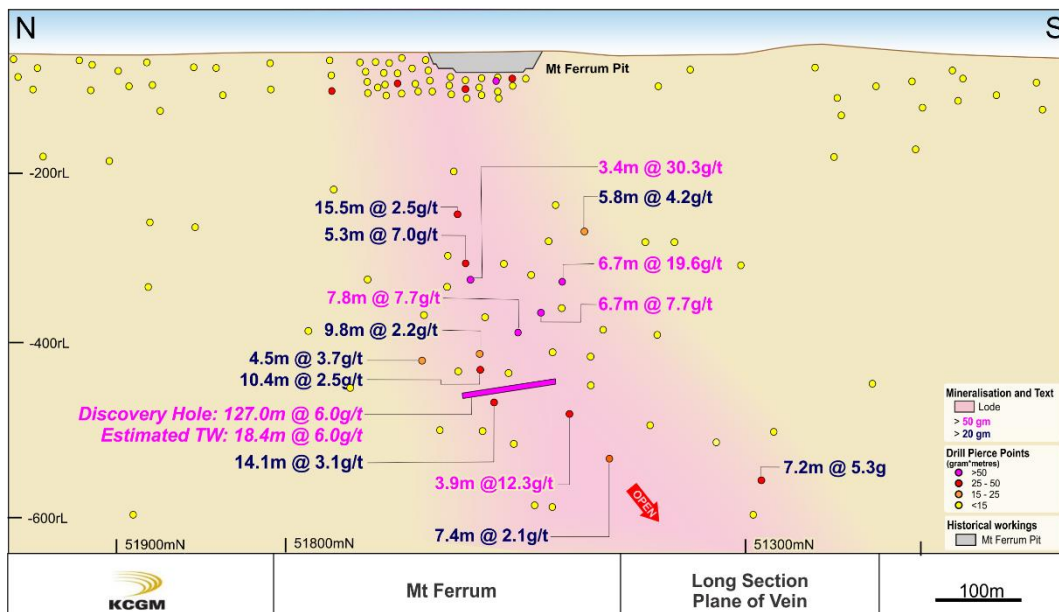 N
S
Mt Ferrum Pit
-200rL
3.4m @ 30.3g/t
5.8m @ 4.2g/t
15.5m @ 2.5g/t
5.3m @ 7.0g/t
6.7m @ 19.6g/t
7.8m @ 7.7g/t
6.7m @ 7.7g/t
9.8m @ 2.2g/t
-400rL
4.5m @ 3.7g/t
10.4m @ 2.5g/t
Discovery Hole: 127.0m @ 6.0g/t
Estimated TW: 18.4m @ 6.0g/t
14.1m @ 3.1g/t
3.9m @12.3g/t
7.2m @ 5.3g
OPEN
-600rL
7.4m @ 2.1g/t
Mineralisation and Text
Lode
> 50 gm
> 20 gm
Drill Pierce Points
(gram*metres)
>50
25 - 50
15 - 25
<15
Historical workings
Mt Ferrum Pit
51900mN
51800mN
51300mN
KCGM
Mt Ferrum
Long Section
Plane of Vein
100m